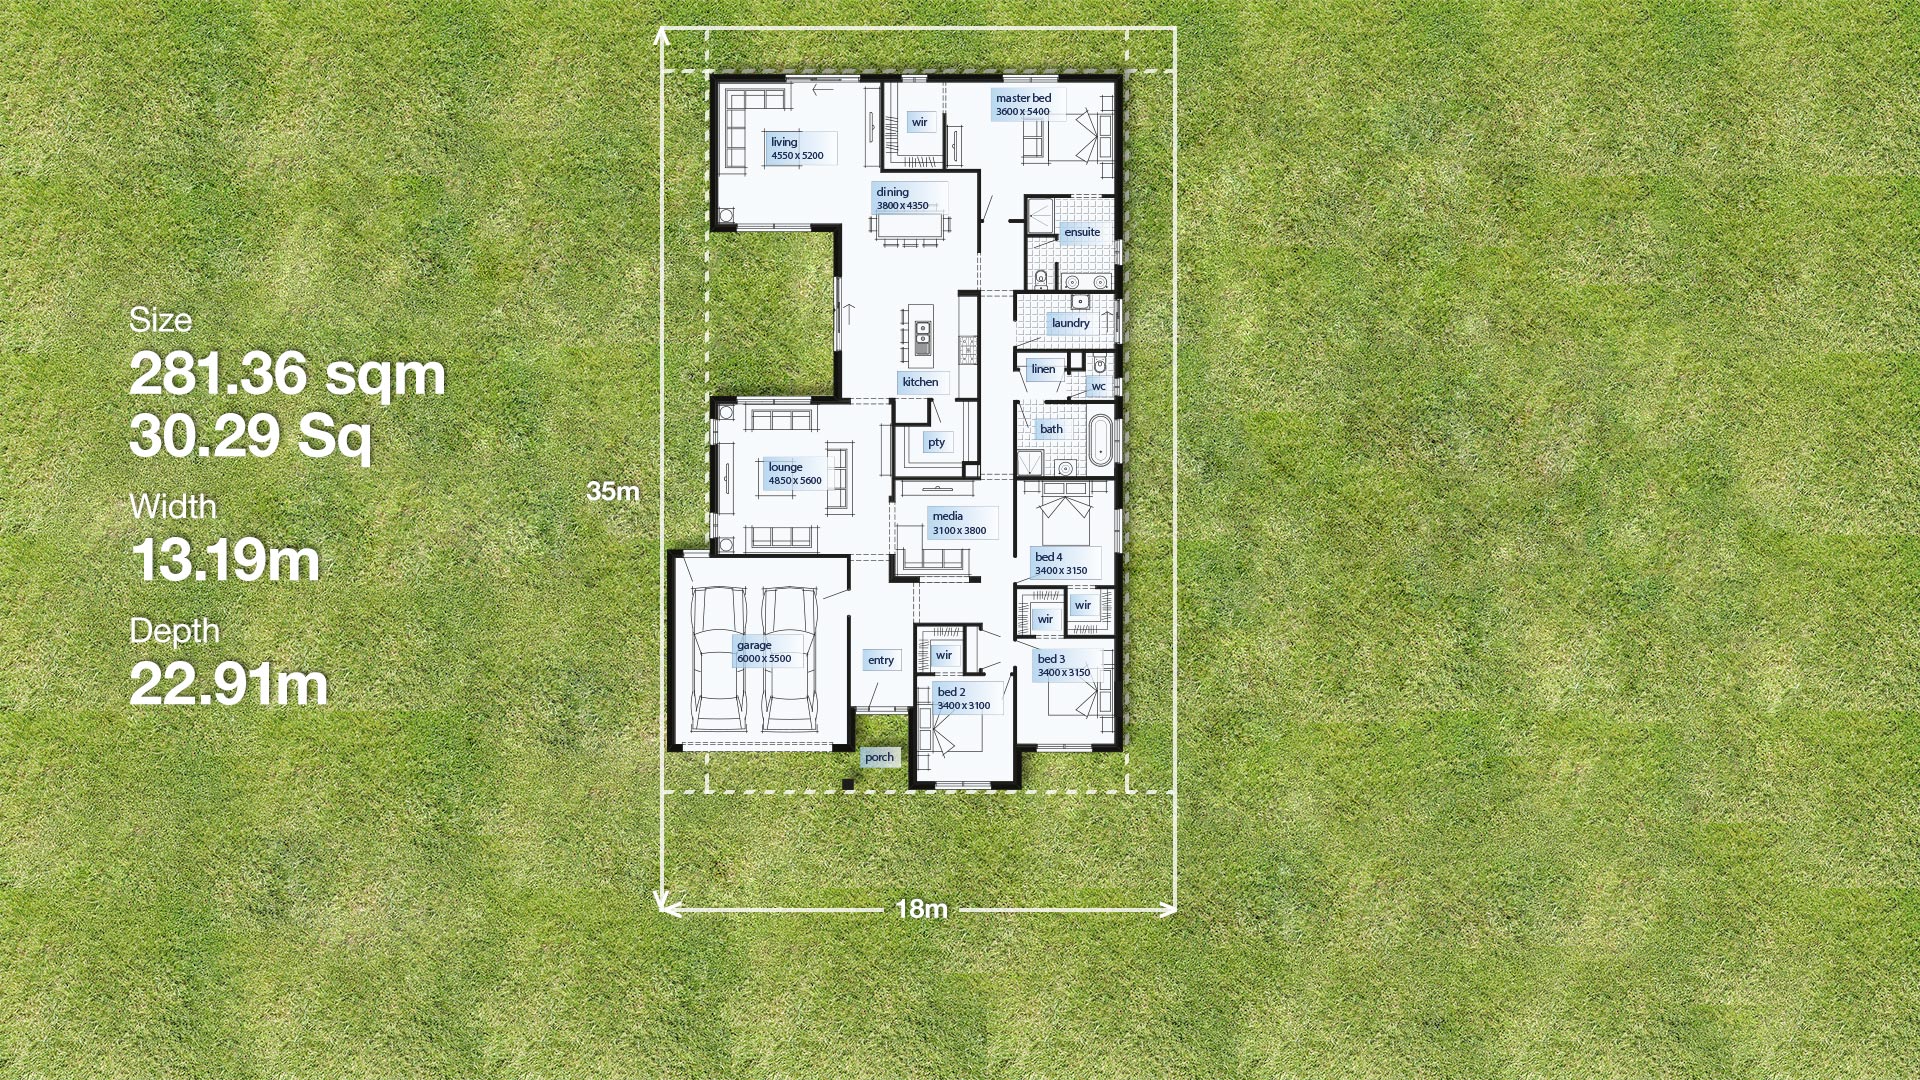 Size
281.36 sqm
30.29 Sq
Width
13.19m
Depth
22.91m
35m
18m
living
4550 x 5200
wir
master bed
3600 x 5400
dining
3800 x 4350
ensuite
laundry
linen
wc
kitchen
bath
pty
lounge
4850 x 5600
media
3100 x 3800
bed 4
3400 x 3150
wir
wir
garage
6000 x 5500
entry
wir
bed 3
3400 x 3150
bed 2
3400 x 3100
porch